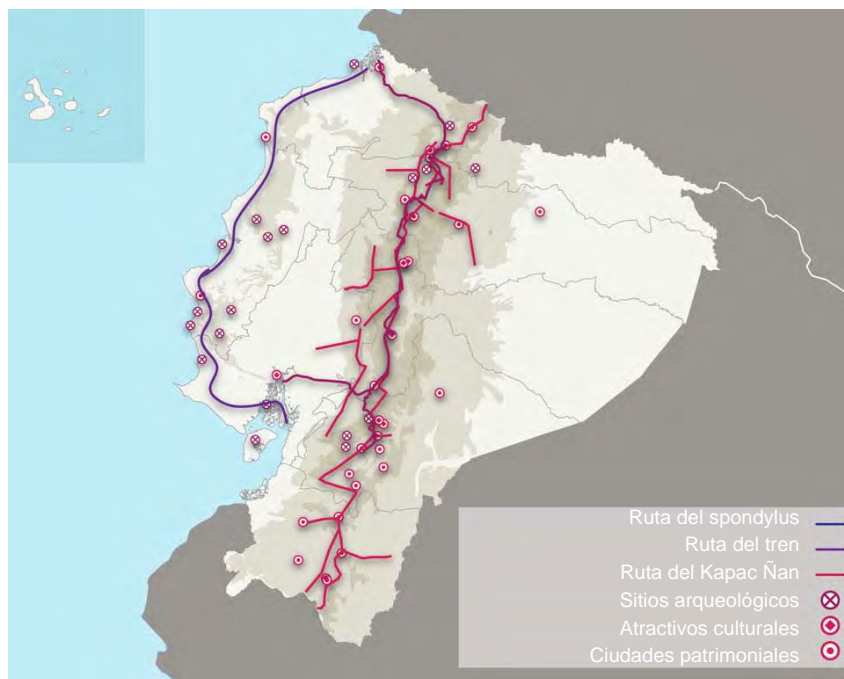 Ruta del spondylus
Ruta del tren
Ruta del Kapac Ñan
Sitios arqueológicos
Atractivos culturales
Ciudades patrimoniales